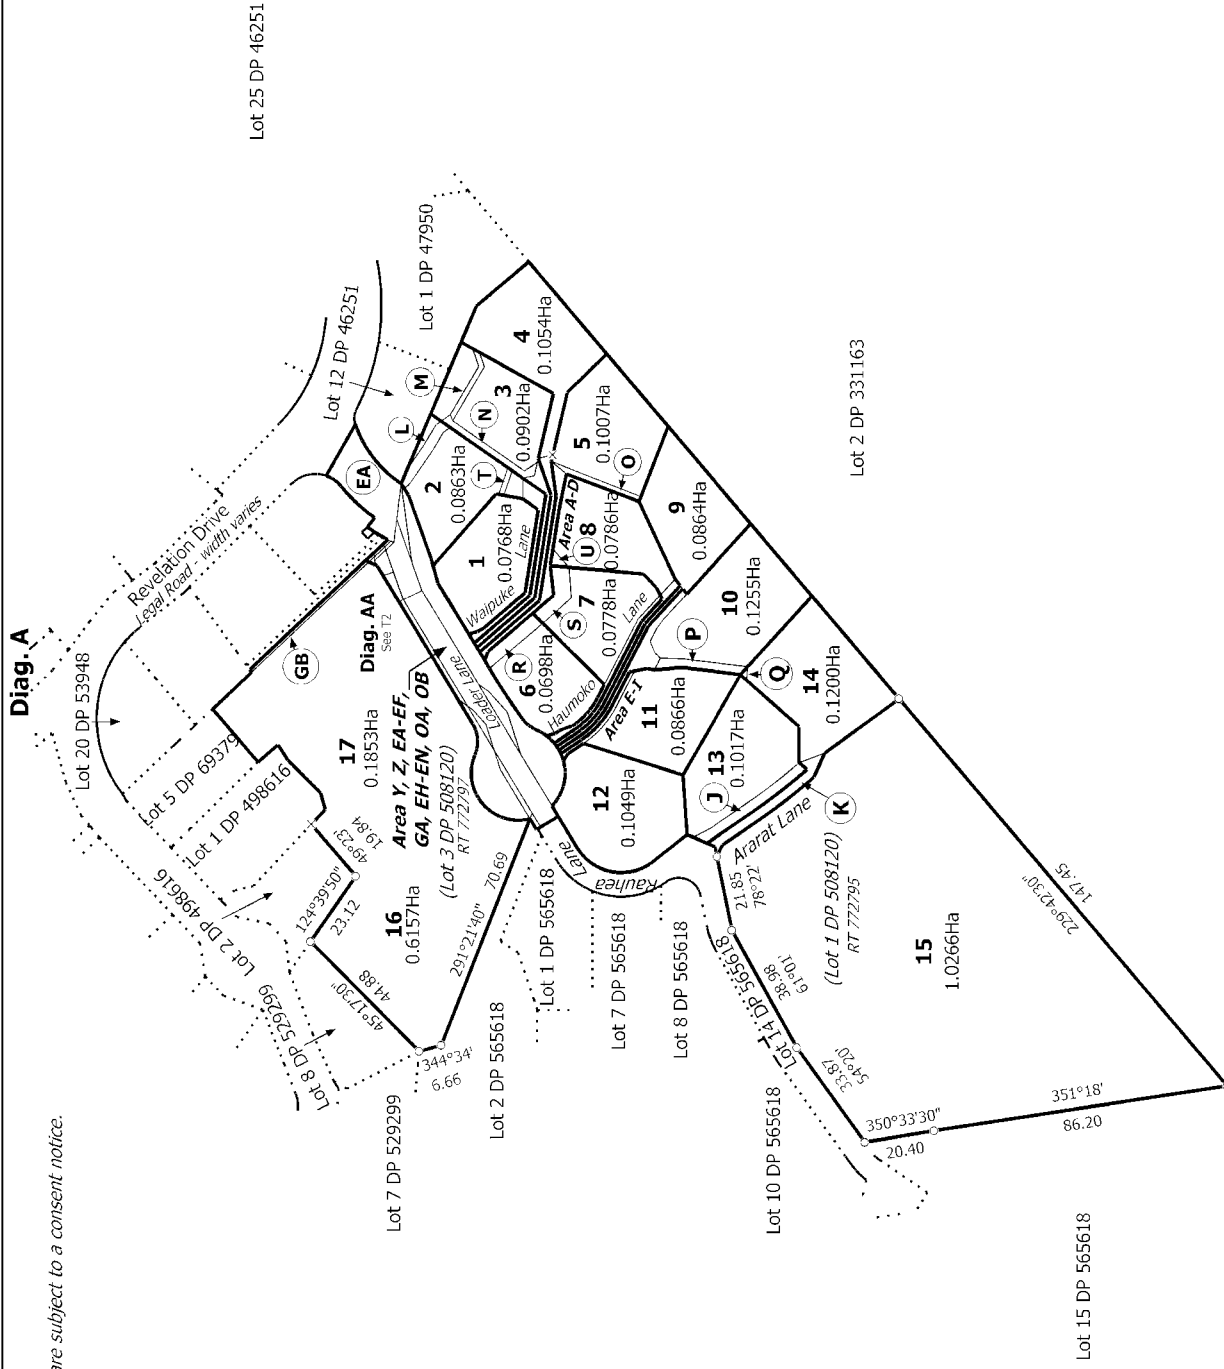 Diag. A
are subject to a consent notice.
Lot 25 DP 46251
Lot 20 DP 53948
Revelation Drive
Legal Road - width varies
Lot 5 DP 69379
Lot 1 DP 498616
Lot 2 DP 498616
Lot 8 DP 529299
Lot 7 DP 529299
Lot 12 DP 46251
Lot 1 DP 47950
Lot 2 DP 331163
GB
EA
L
M
N
T
O
U
S
R
P
Q
J
K
17
0.1853Ha
Diag. AA
See T2
Area Y, Z, EA-EF,
GA, EH-EN, OA, OB
(Lot 3 DP 508120)
RT 772797
16
0.6157Ha
124°39'50"
23.12
49°23'
19.84
45°17'30"
44.88
344°34'
6.66
291°21'40"
70.69
Loader Lane
1
0.0768Ha
2
0.0863Ha
3
0.0902Ha
4
0.1054Ha
5
0.1007Ha
6
0.0698Ha
7
0.0778Ha
8
0.0786Ha
9
0.0864Ha
10
0.1255Ha
11
0.0866Ha
12
0.1049Ha
13
0.1017Ha
14
0.1200Ha
Waipuke
Lane
Area A-D
Haumoko
Lane
Area E-I
Kauhea
Lane
Ararat Lane
(Lot 1 DP 508120)
RT 772795
15
1.0266Ha
21.85
78°22'
38.98
61°01'
33.87
54°20'
350°33'30"
20.40
351°18'
86.20
229°42'30"
147.45
Lot 1 DP 565618
Lot 2 DP 565618
Lot 7 DP 565618
Lot 8 DP 565618
Lot 14 DP 565618
Lot 10 DP 565618
Lot 15 DP 565618